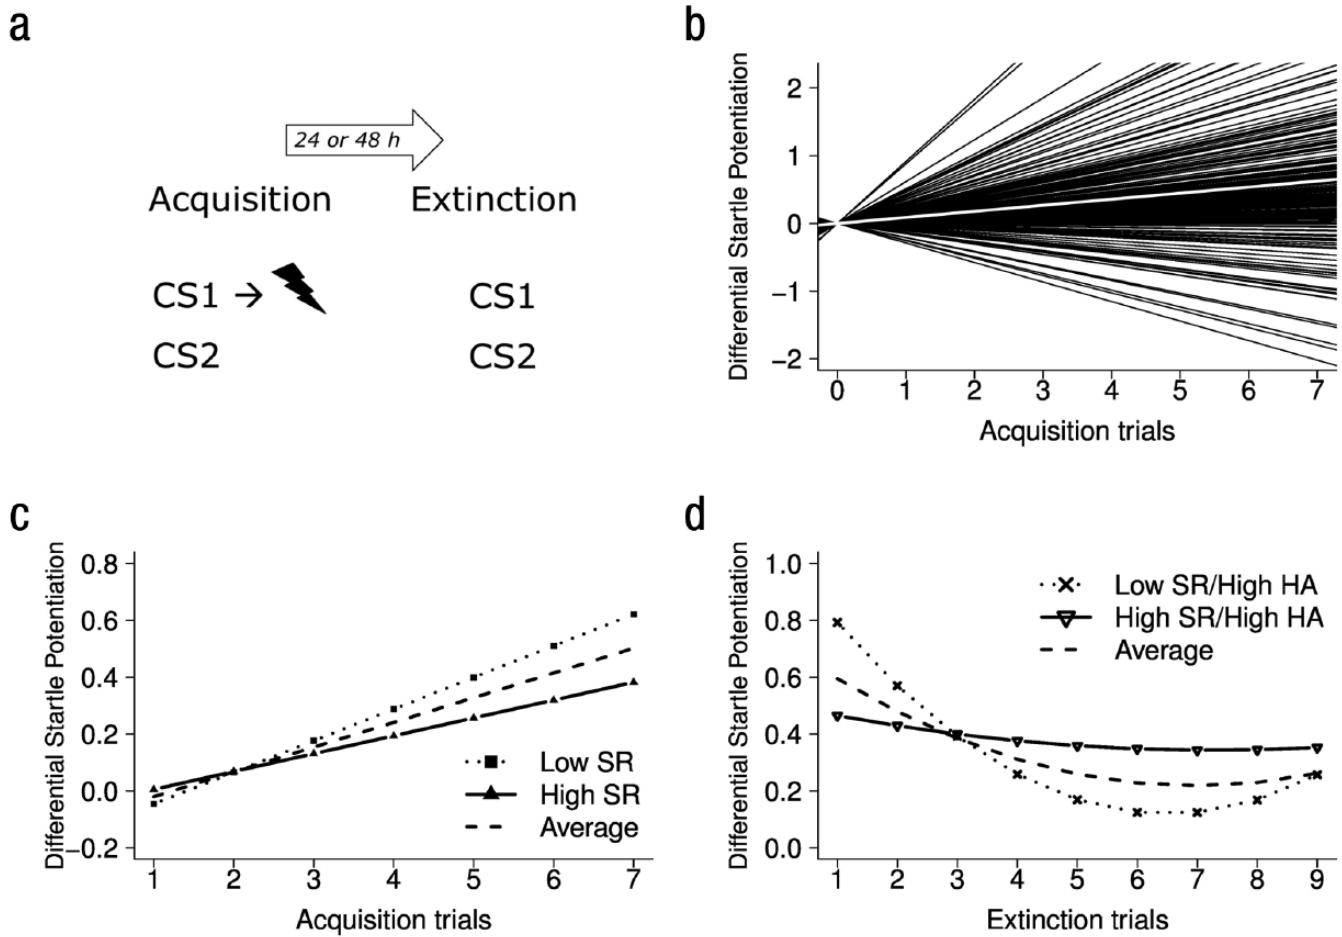 a
24 or 48 h
Acquisition Extinction
CS1 → CS1
CS2 CS2
b
Differential Startle Potentiation
2
1
0
−1
−2
0 1 2 3 4 5 6 7
Acquisition trials
c
Differential Startle Potentiation
0.8
0.6
0.4
0.2
0.0
−0.2
Low SR
High SR
Average
1 2 3 4 5 6 7
Acquisition trials
d
Differential Startle Potentiation
1.0
0.8
0.6
0.4
0.2
0.0
Low SR/High HA
High SR/High HA
Average
1 2 3 4 5 6 7 8 9
Extinction trials